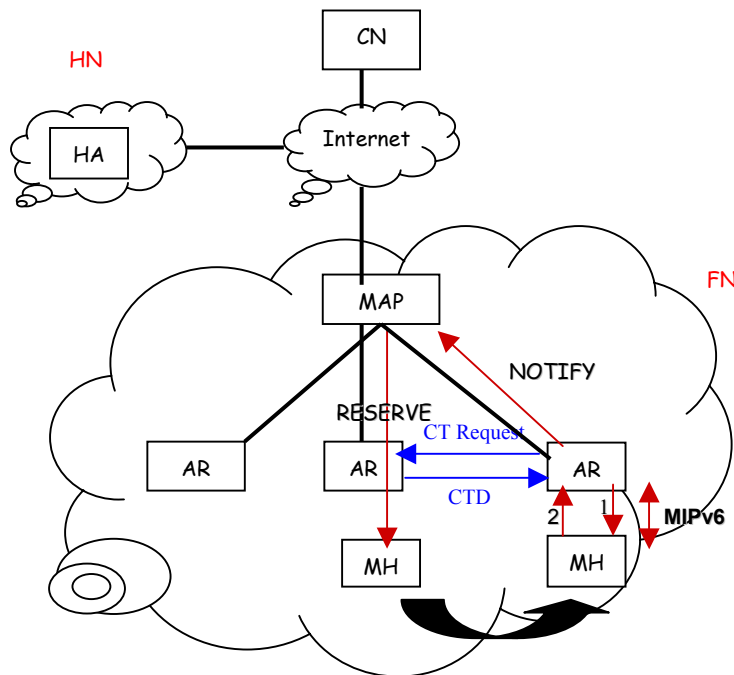 CN
HN
Internet
HA
FN
MAP
NOTIFY
RESERVE
CT Request
AR
AR
AR
CTD
2
1
MIPv6
MH
MH